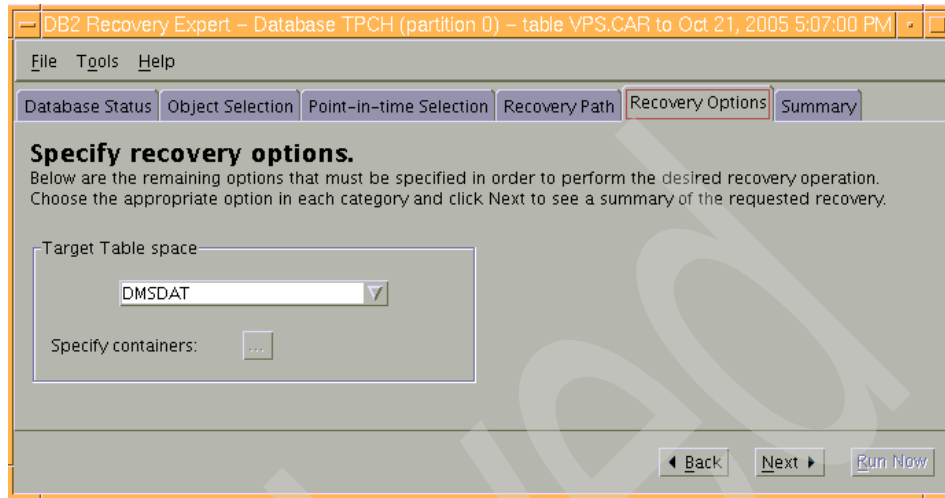 DB2 Recovery Expert – Database TPCH (partition 0) – table VPS.CAR to Oct 21, 2005 5:07:00 PM
File Tools Help
Database Status Object Selection Point-in-time Selection Recovery Path Recovery Options Summary
Specify recovery options.
Below are the remaining options that must be specified in order to perform the desired recovery operation.
Choose the appropriate option in each category and click Next to see a summary of the requested recovery.
Target Table space
DMSDAT
Specify containers: ...
Back Next Run Now